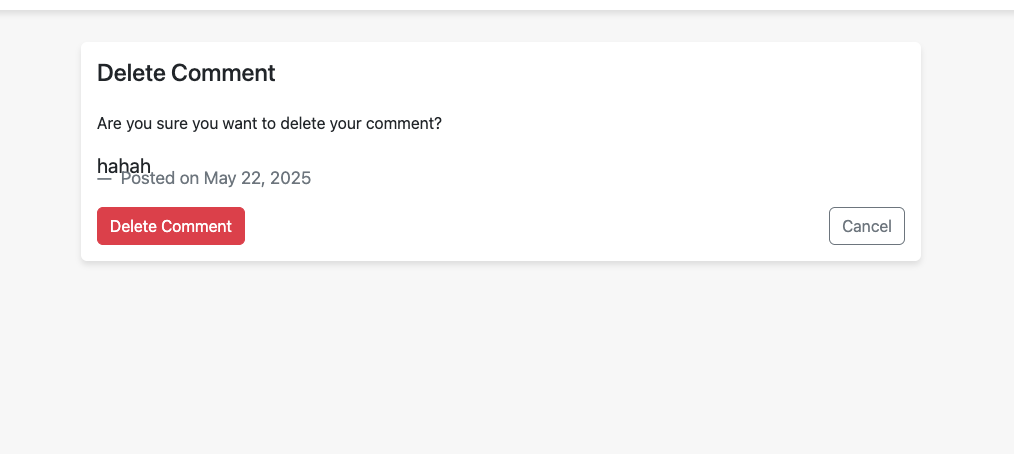 Delete Comment
Are you sure you want to delete your comment?
hahah
— Posted on May 22, 2025
Delete Comment
Cancel